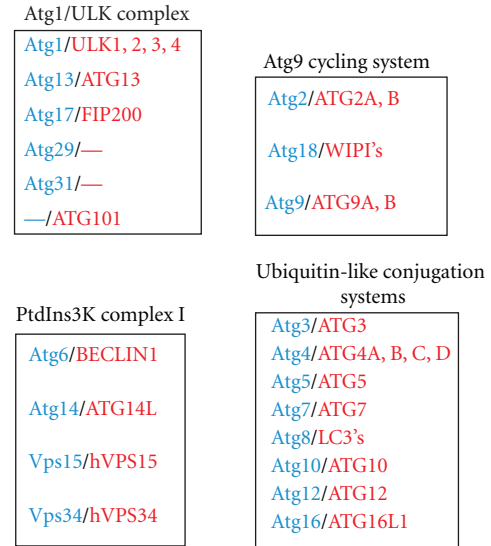 Atg1/ULK complex
Atg1/ULK1, 2, 3, 4
Atg13/ATG13
Atg17/FIP200
Atg29/—
Atg31/—
—/ATG101
Atg9 cycling system
Atg2/ATG2A, B
Atg18/WIPI's
Atg9/ATG9A, B
PtdIns3K complex I
Atg6/BECLIN1
Atg14/ATG14L
Vps15/hVPS15
Vps34/hVPS34
Ubiquitin-like conjugation
systems
Atg3/ATG3
Atg4/ATG4A, B, C, D
Atg5/ATG5
Atg7/ATG7
Atg8/LC3's
Atg10/ATG10
Atg12/ATG12
Atg16/ATG16L1